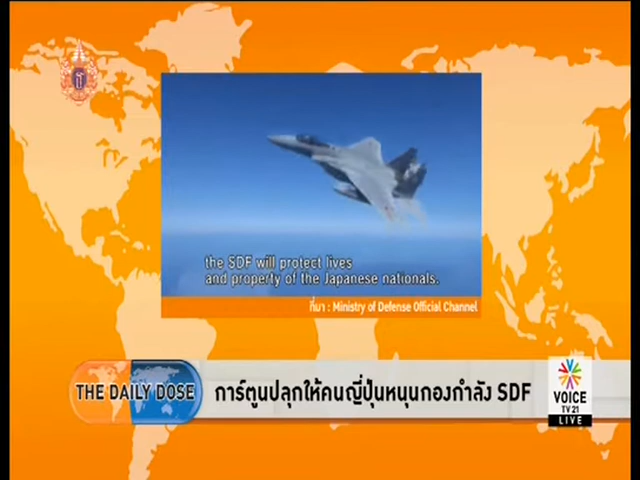 the SDF will protect lives
and property of the Japanese nationals.
ที่มา : Ministry of Defense Official Channel
THE DAILY DOSE
การ์ตูนปลุกให้คนญี่ปุ่นหนุนกองกำลัง SDF
VOICE
TV 21
LIVE